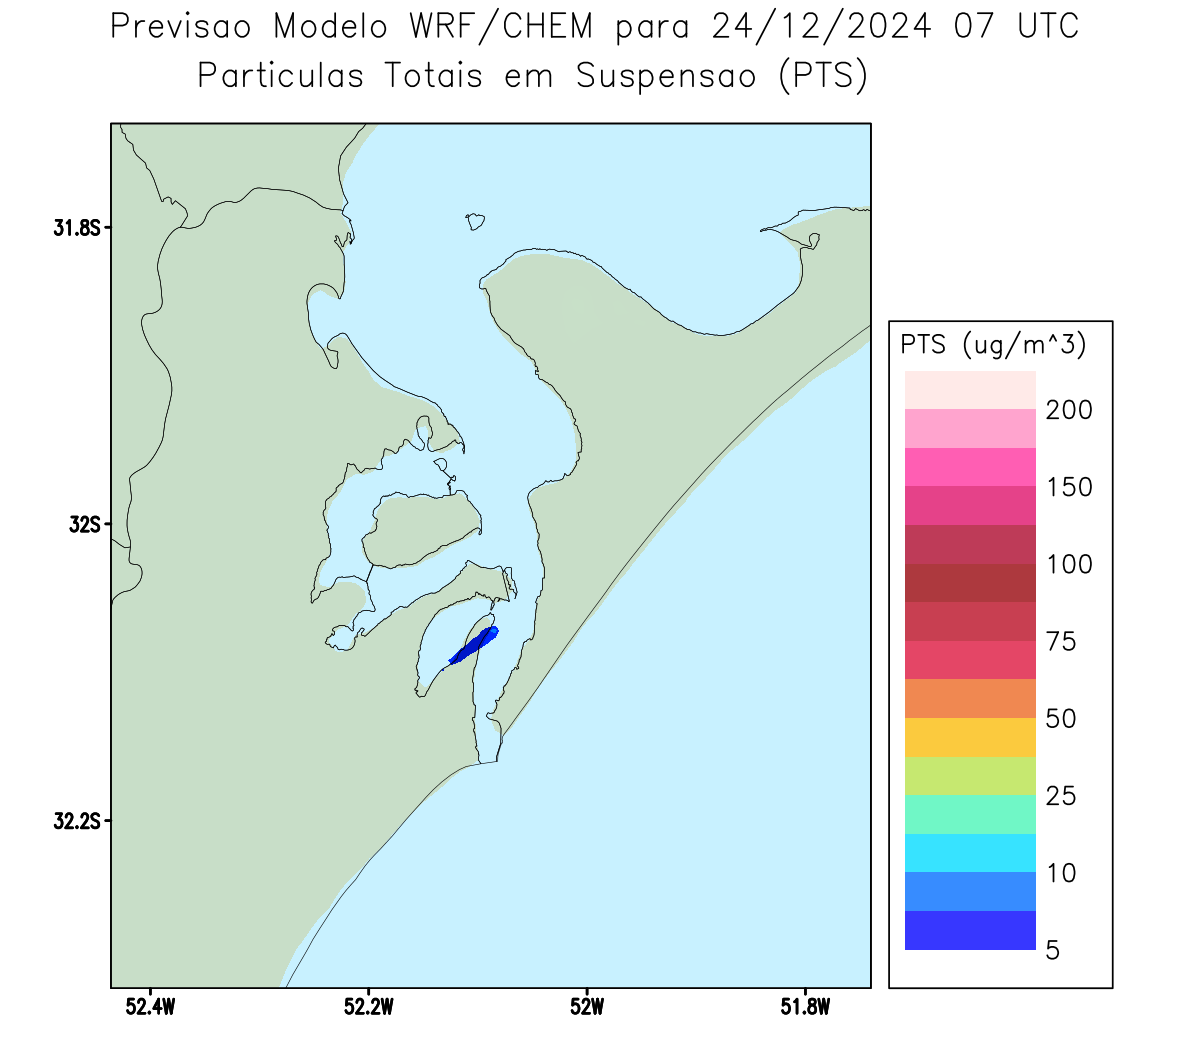 Previsao Modelo WRF/CHEM para 24/12/2024 07 UTC
Particulas Totais em Suspensao (PTS)
31.8S
32S
32.2S
52.4W
52.2W
52W
51.8W
PTS (ug/m^3)
200
150
100
75
50
25
10
5